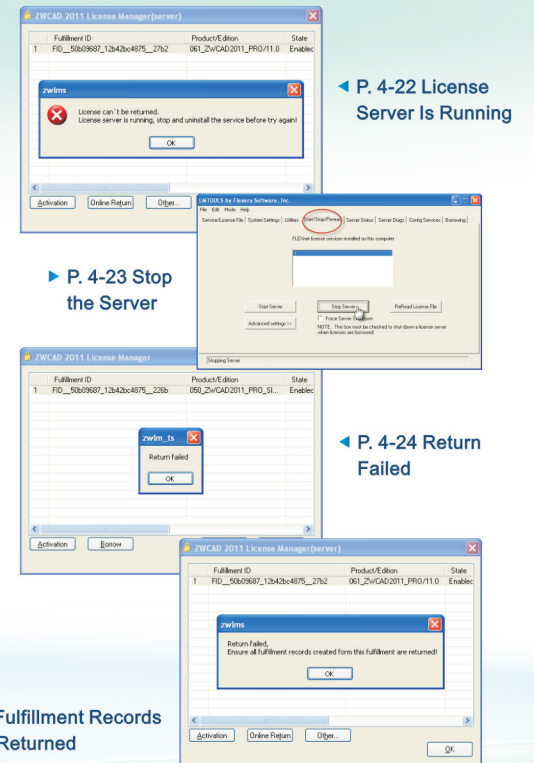 ZWCAD 2011 License Manager(server)
Fulfillment ID Product/Edition State
1 FID__50b09687_12b42bc4875__27b2 061_ZWCAD2011_PRO/11.0 Enablec
zwlms
License can`t be returned.
License server is running, stop and uninstall the service before try again!
OK
Activation Online Return Other...
◀ P. 4-22 License
Server Is Running
LMTOOLS by Flexera Software, Inc.
File Edit Mode Help
Service/License File System Settings Utilities Start/Stop/Reread Server Status Server Diags Config Services Borrowing
FLEXnet license services installed on this computer
Start Server Stop Server ReRead License File
Advanced settings >> Force Server Shutdown
NOTE: This box must be checked to shut down a license server
when licenses are borrowed
Stopping Server
▶ P. 4-23 Stop
the Server
ZWCAD 2011 License Manager
Fulfillment ID Product/Edition State
1 FID__50b09687_12b42bc4875__226b 050_ZWCAD2011_PRO_SI... Enablec
zwlm_ts
Return failed
OK
Activation Borrow
◀ P. 4-24 Return
Failed
ZWCAD 2011 License Manager(server)
Fulfillment ID Product/Edition State
1 FID__50b09687_12b42bc4875__27b2 061_ZWCAD2011_PRO/11.0 Enablec
zwlms
Return failed,
Ensure all fulfillment records created form this fulfillment are returned!
OK
Activation Online Return Other...
OK
Fulfillment Records
Returned